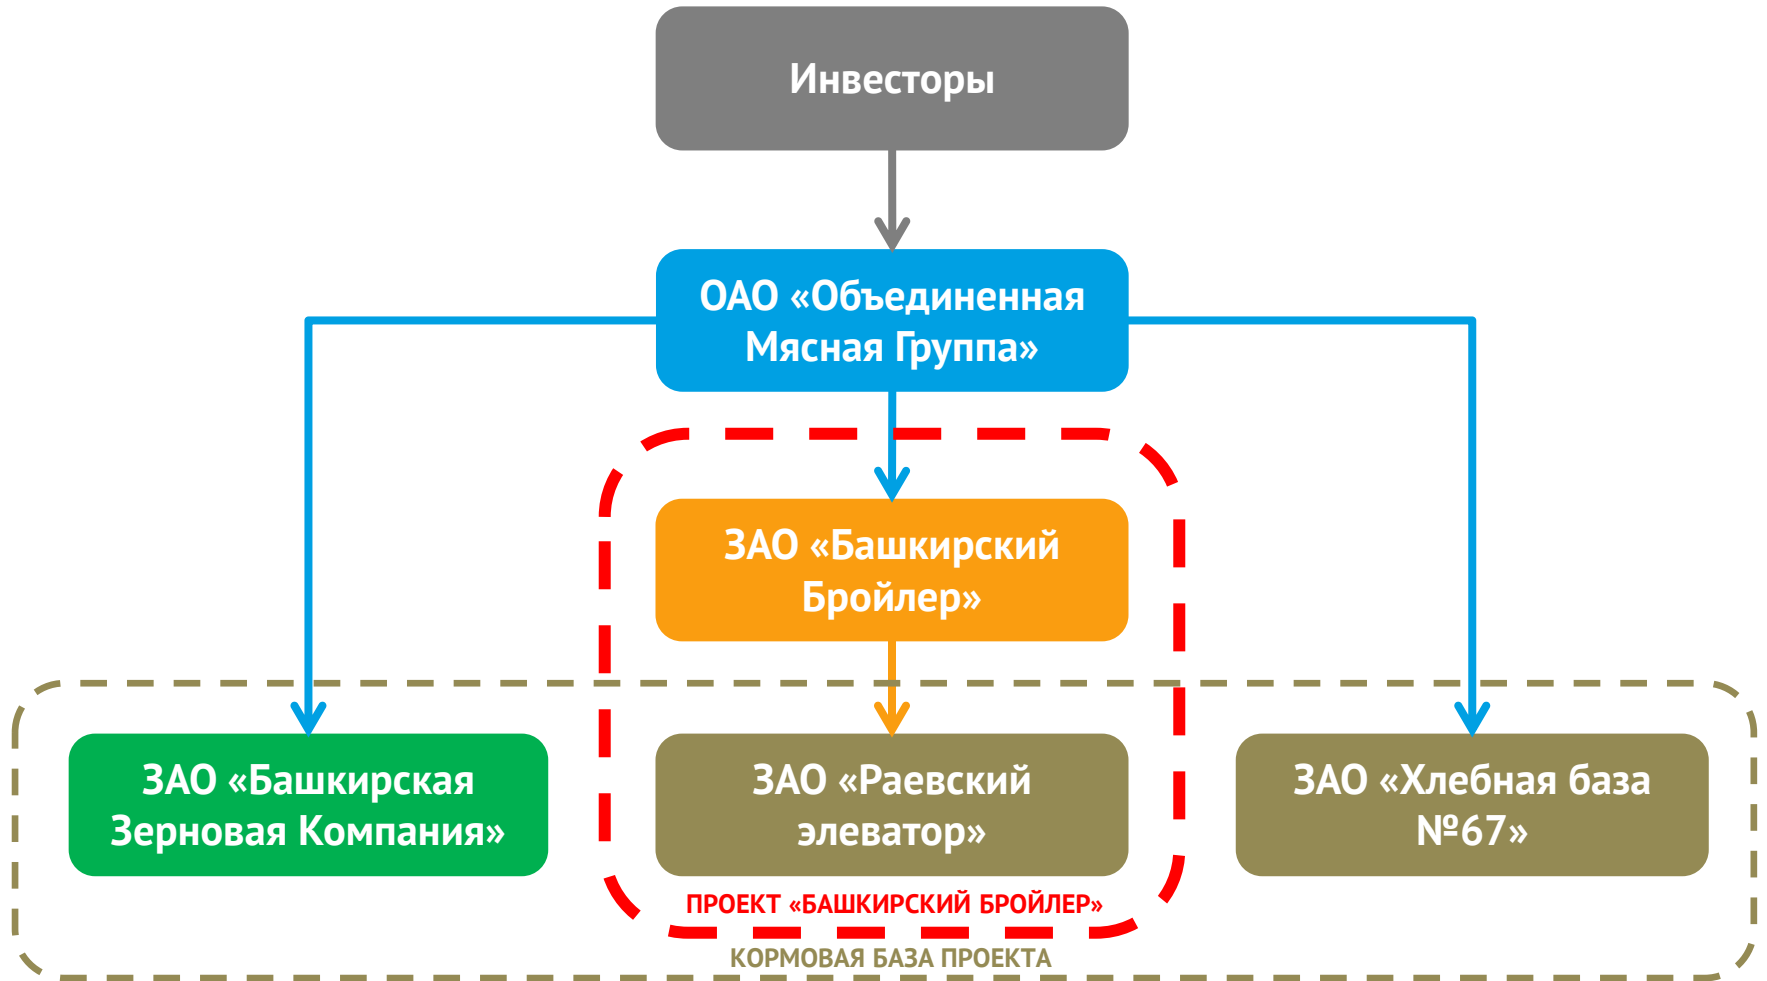 Инвесторы
ОАО «Объединенная
Мясная Группа»
ЗАО «Башкирский
Бройлер»
ЗАО «Башкирская
Зерновая Компания»
ЗАО «Раевский
элеватор»
ЗАО «Хлебная база
№67»
ПРОЕКТ «БАШКИРСКИЙ БРОЙЛЕР»
КОРМОВАЯ БАЗА ПРОЕКТА